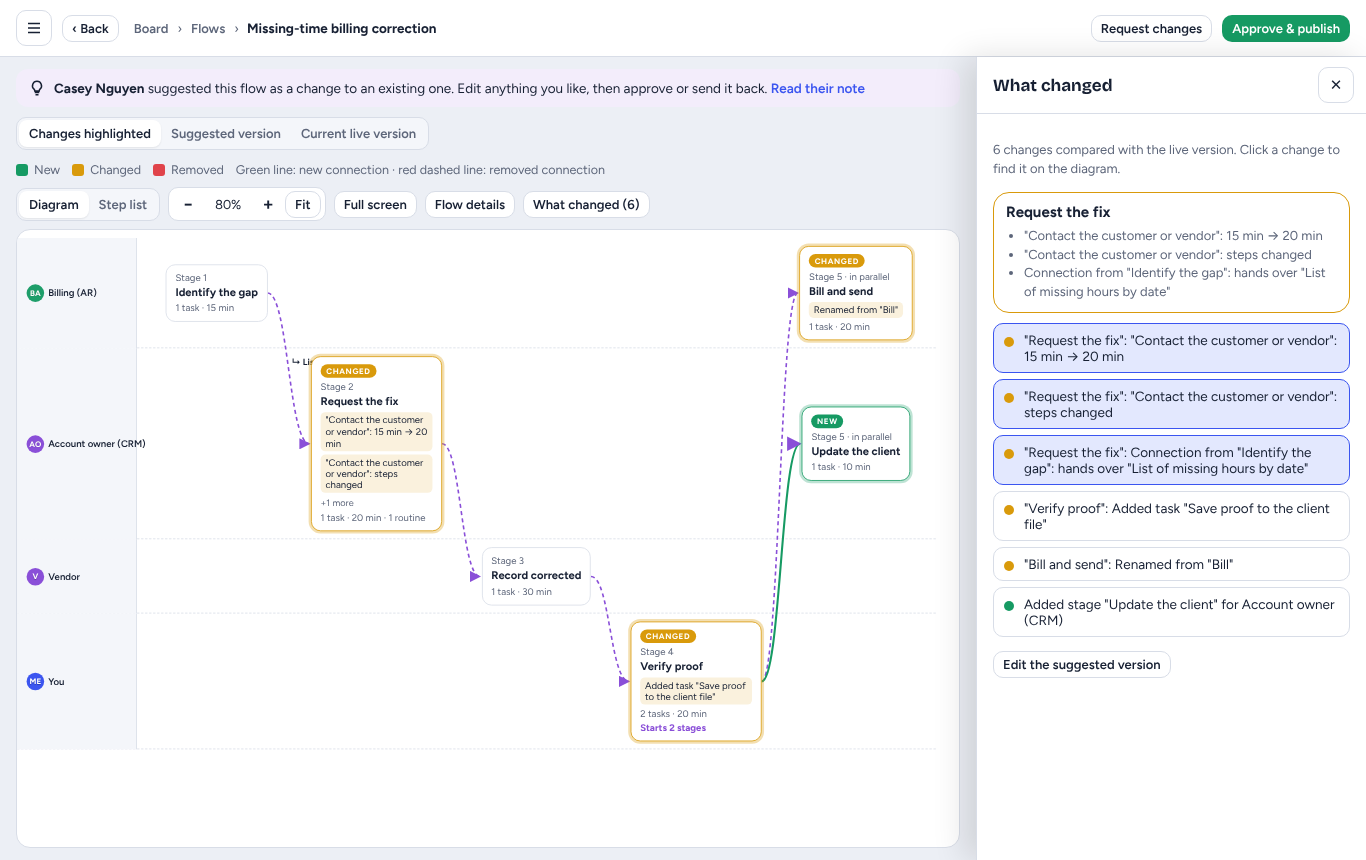 ‹ Back
Board › Flows › Missing-time billing correction
Request changes
Approve & publish
Casey Nguyen suggested this flow as a change to an existing one. Edit anything you like, then approve or send it back. Read their note
Changes highlighted
Suggested version
Current live version
New
Changed
Removed
Green line: new connection · red dashed line: removed connection
Diagram
Step list
− 80% +
Fit
Full screen
Flow details
What changed (6)
BA Billing (AR)
Stage 1
Identify the gap
1 task · 15 min
CHANGED
Stage 5 · in parallel
Bill and send
Renamed from "Bill"
1 task · 20 min
AO Account owner (CRM)
CHANGED
Stage 2
Request the fix
"Contact the customer
or vendor": 15 min → 20
min
"Contact the customer
or vendor": steps
changed
+1 more
1 task · 20 min · 1 routine
NEW
Stage 5 · in parallel
Update the client
1 task · 10 min
V Vendor
Stage 3
Record corrected
1 task · 30 min
ME You
CHANGED
Stage 4
Verify proof
Added task "Save proof
to the client file"
2 tasks · 20 min
Starts 2 stages
What changed
✕
6 changes compared with the live version. Click a change to
find it on the diagram.
Request the fix
• "Contact the customer or vendor": 15 min → 20 min
• "Contact the customer or vendor": steps changed
• Connection from "Identify the gap": hands over "List
of missing hours by date"
"Request the fix": "Contact the customer or vendor":
15 min → 20 min
"Request the fix": "Contact the customer or vendor":
steps changed
"Request the fix": Connection from "Identify the
gap": hands over "List of missing hours by date"
"Verify proof": Added task "Save proof to the client
file"
"Bill and send": Renamed from "Bill"
Added stage "Update the client" for Account owner
(CRM)
Edit the suggested version